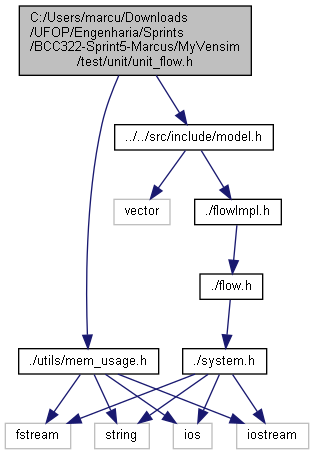 C:/Users/marcu/Downloads
/UFOP/Engenharia/Sprints
/BCC322-Sprint5-Marcus/MyVensim
/test/unit/unit_flow.h
../../src/include/model.h
vector
./flowImpl.h
./flow.h
./utils/mem_usage.h
./system.h
fstream
string
ios
iostream